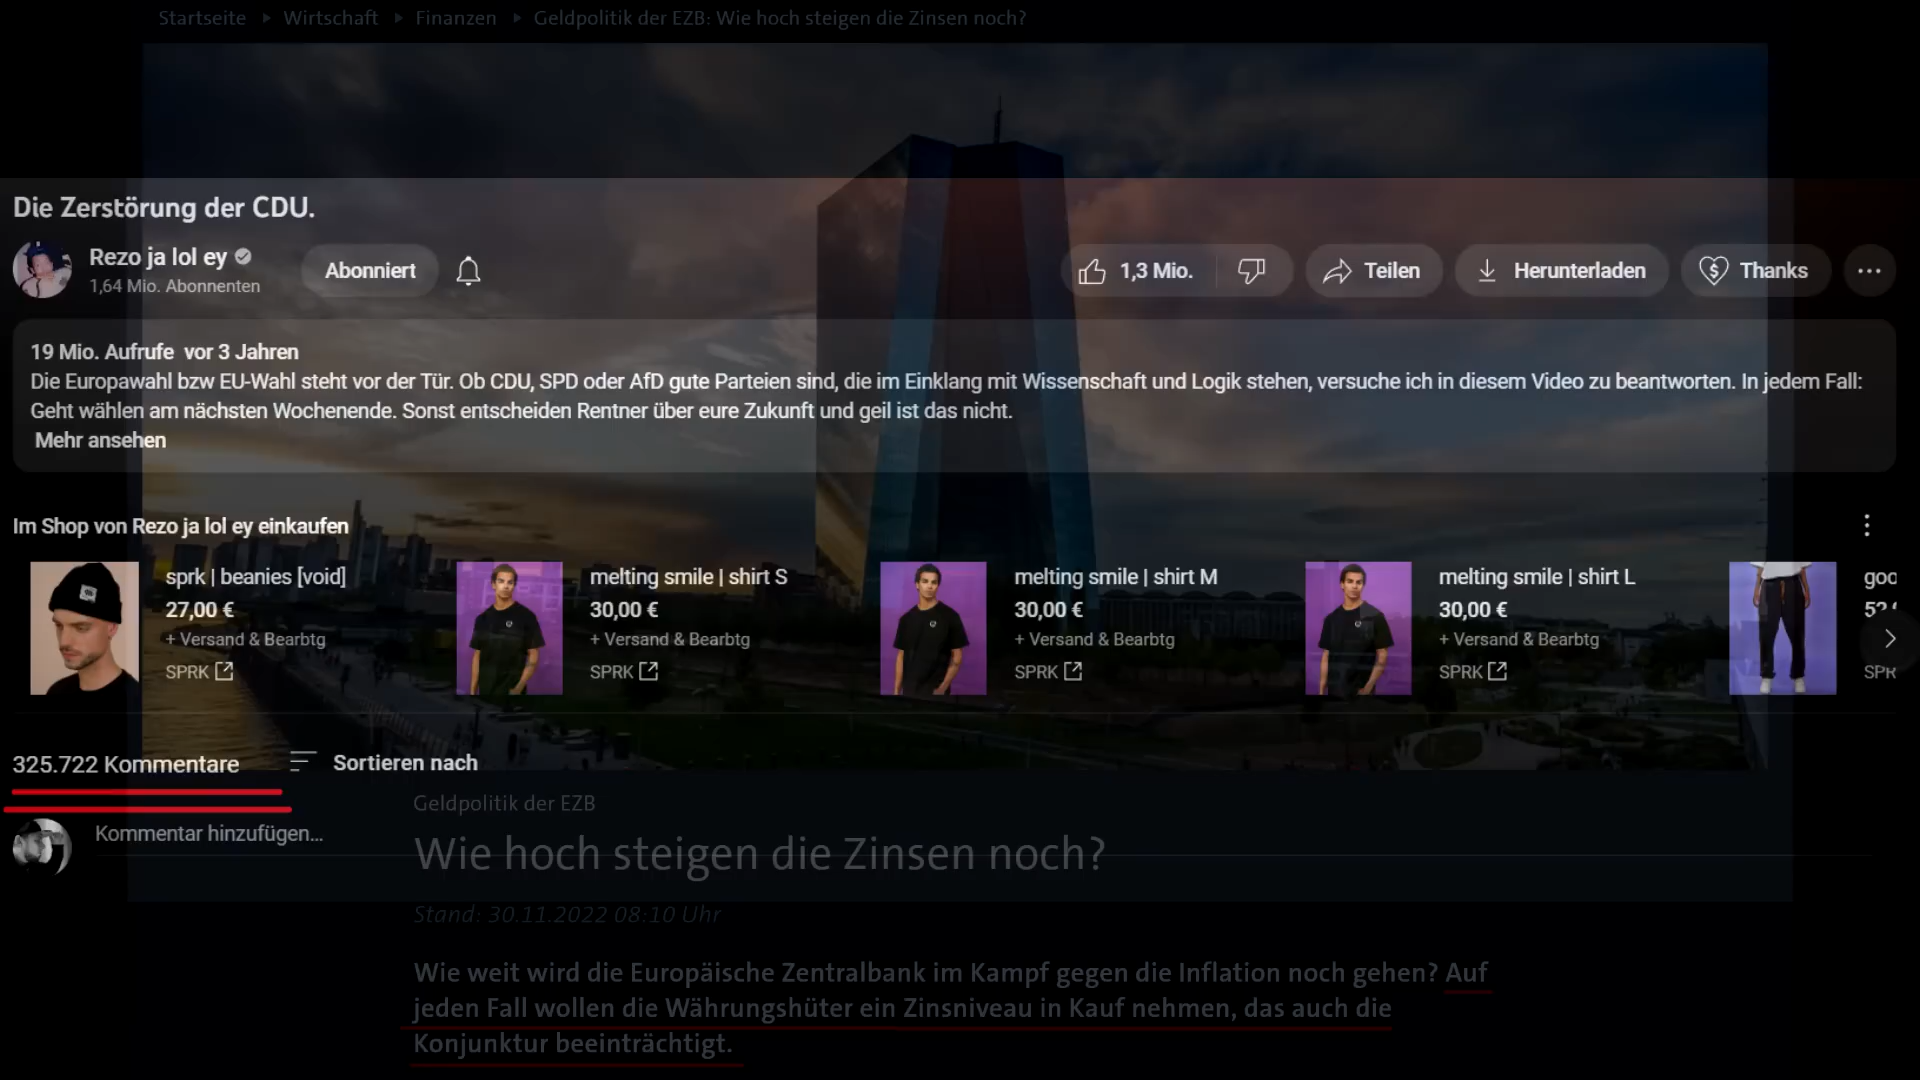 Startseite ▸ Wirtschaft ▸ Finanzen ▸ Geldpolitik der EZB: Wie hoch steigen die Zinsen noch?
Die Zerstörung der CDU.
Rezo ja lol ey
1,64 Mio. Abonnenten
Abonniert
1,3 Mio.
Teilen
Herunterladen
Thanks
19 Mio. Aufrufe vor 3 Jahren
Die Europawahl bzw EU-Wahl steht vor der Tür. Ob CDU, SPD oder AfD gute Parteien sind, die im Einklang mit Wissenschaft und Logik stehen, versuche ich in diesem Video zu beantworten. In jedem Fall:
Geht wählen am nächsten Wochenende. Sonst entscheiden Rentner über eure Zukunft und geil ist das nicht.
Mehr ansehen
Im Shop von Rezo ja lol ey einkaufen
sprk | beanies [void]
27,00 €
+ Versand & Bearbtg
SPRK
melting smile | shirt S
30,00 €
+ Versand & Bearbtg
SPRK
melting smile | shirt M
30,00 €
+ Versand & Bearbtg
SPRK
melting smile | shirt L
30,00 €
+ Versand & Bearbtg
SPRK
325.722 Kommentare
Sortieren nach
Kommentar hinzufügen...
Geldpolitik der EZB
Wie hoch steigen die Zinsen noch?
Stand: 30.11.2022 08:10 Uhr
Wie weit wird die Europäische Zentralbank im Kampf gegen die Inflation noch gehen? Auf
jeden Fall wollen die Währungshüter ein Zinsniveau in Kauf nehmen, das auch die
Konjunktur beeinträchtigt.